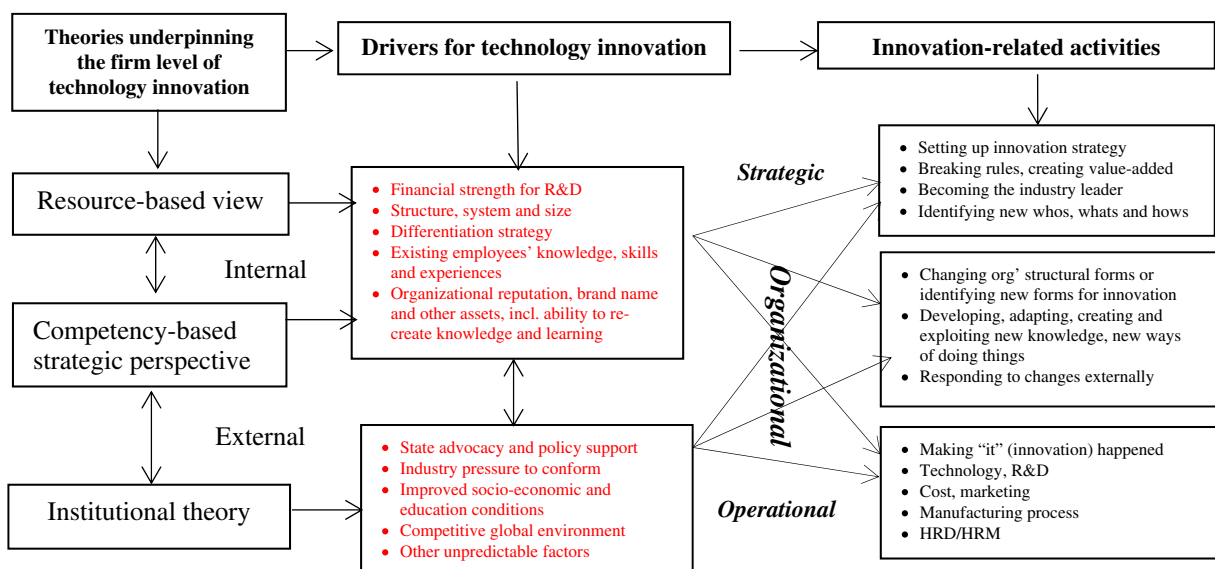 Theories underpinning
the firm level of
technology innovation
Drivers for technology innovation
Innovation-related activities
Resource-based view
Internal
Competency-based
strategic perspective
External
Institutional theory
• Financial strength for R&D
• Structure, system and size
• Differentiation strategy
• Existing employees’ knowledge, skills
and experiences
• Organizational reputation, brand name
and other assets, incl. ability to re-
create knowledge and learning
• State advocacy and policy support
• Industry pressure to conform
• Improved socio-economic and
education conditions
• Competitive global environment
• Other unpredictable factors
Strategic
Organizational
Operational
• Setting up innovation strategy
• Breaking rules, creating value-added
• Becoming the industry leader
• Identifying new whos, whats and hows
• Changing org’ structural forms or
identifying new forms for innovation
• Developing, adapting, creating and
exploiting new knowledge, new ways
of doing things
• Responding to changes externally
• Making “it” (innovation) happened
• Technology, R&D
• Cost, marketing
• Manufacturing process
• HRD/HRM